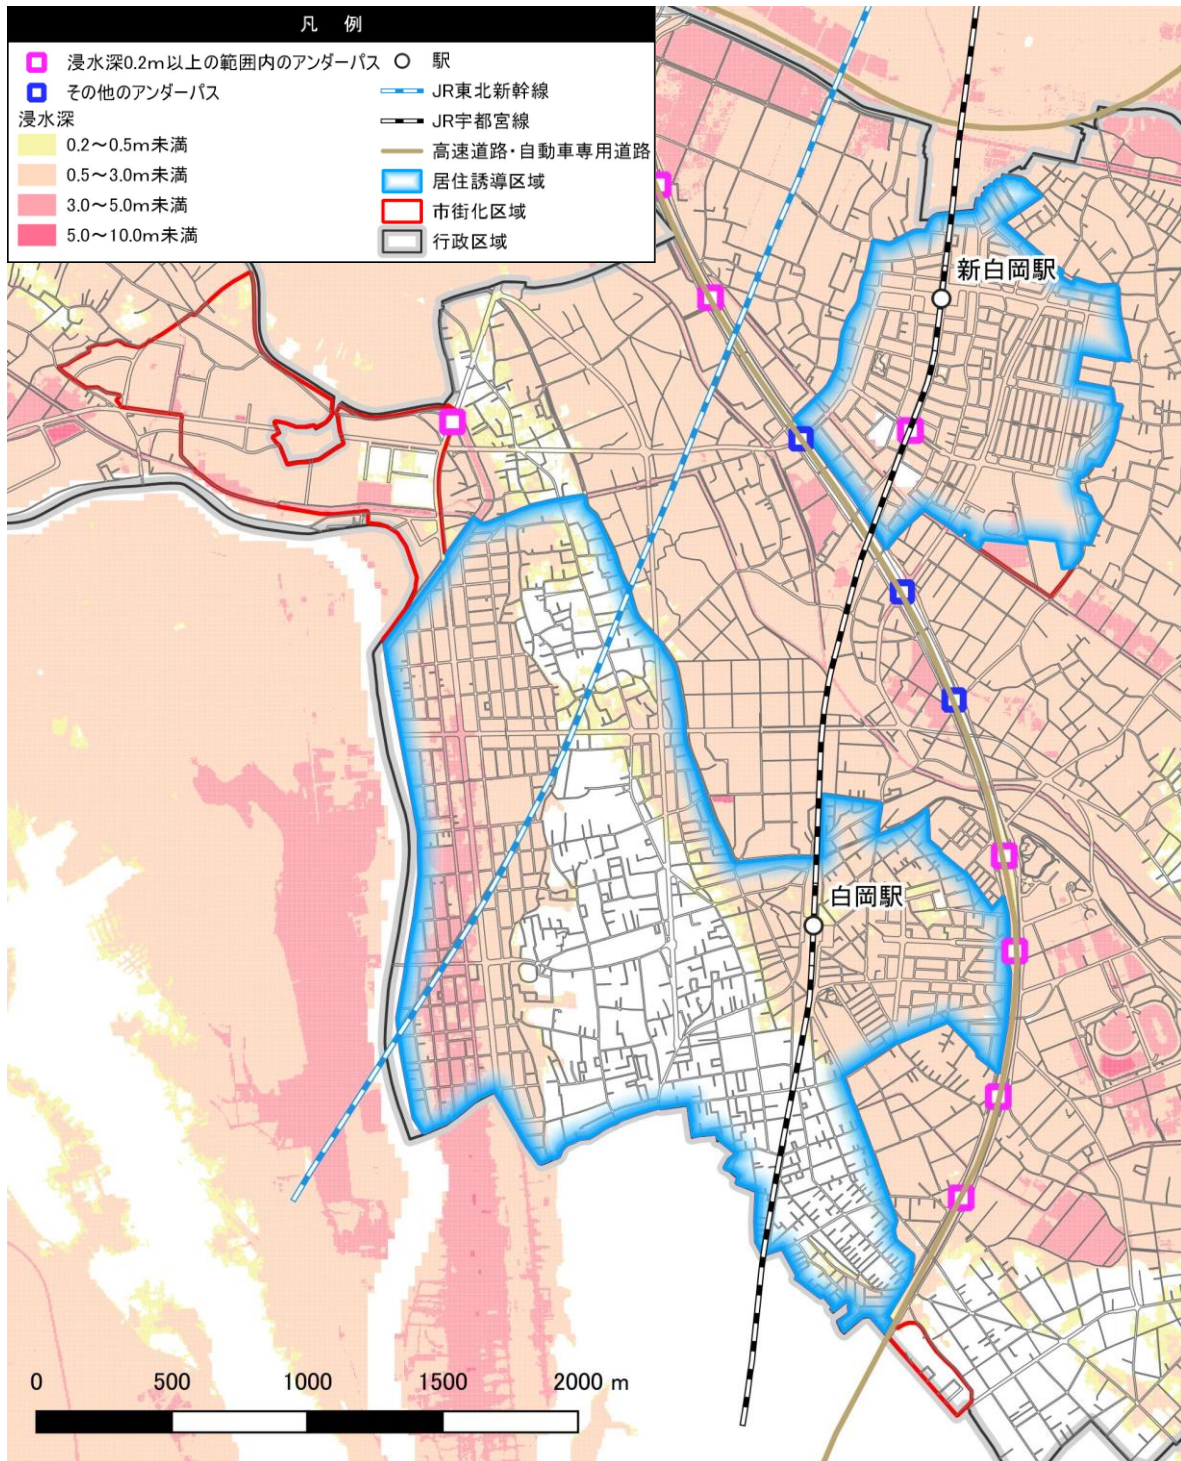 凡 例
浸水深0.2m以上の範囲内のアンダーパス
その他のアンダーパス
浸水深
0.2～0.5m未満
0.5～3.0m未満
3.0～5.0m未満
5.0～10.0m未満
駅
JR東北新幹線
JR宇都宮線
高速道路・自動車専用道路
居住誘導区域
市街化区域
行政区域
新白岡駅
白岡駅
0 500 1000 1500 2000 m